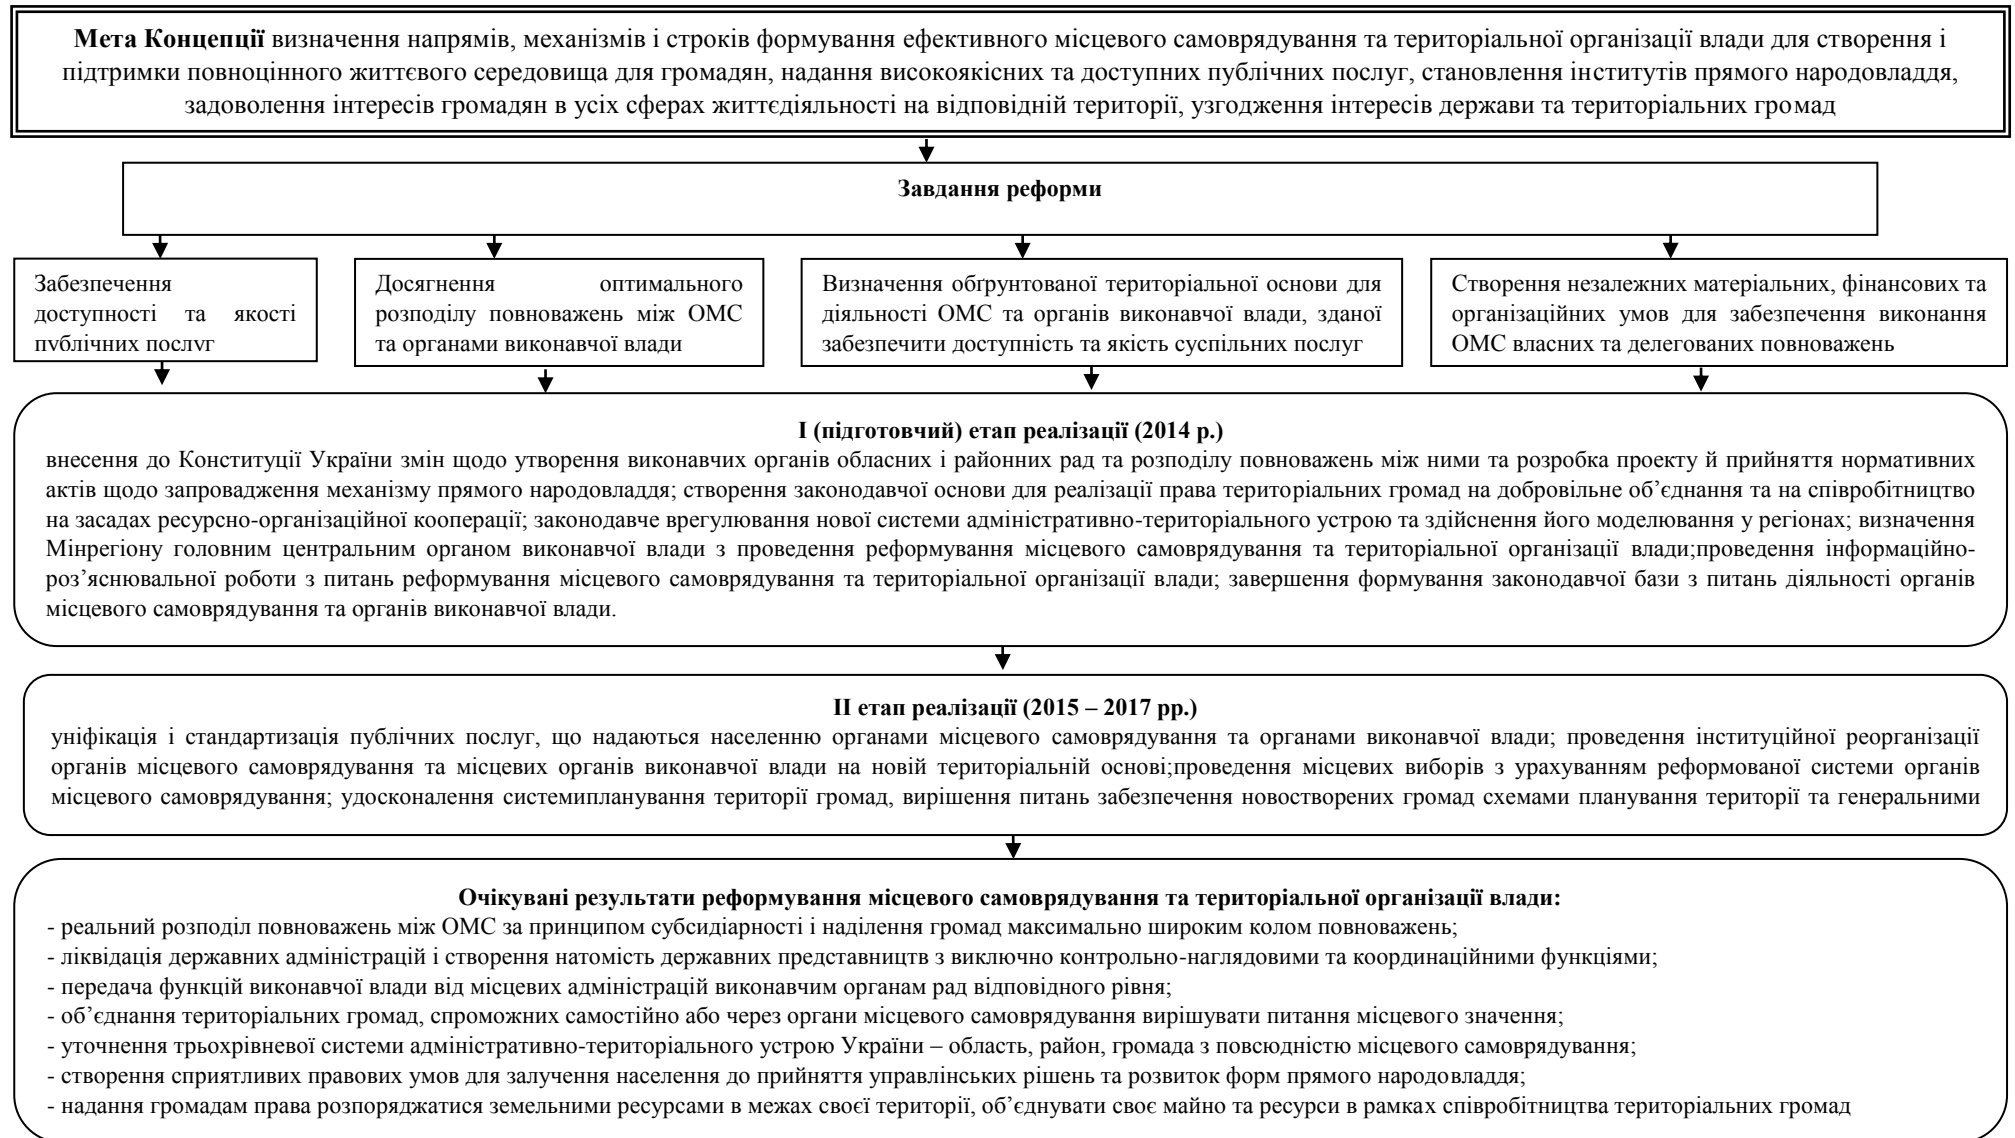 Мета Концепції визначення напрямів, механізмів і строків формування ефективного місцевого самоврядування та територіальної організації влади для створення і
підтримки повноцінного життєвого середовища для громадян, надання високоякісних та доступних публічних послуг, становлення інститутів прямого народовладдя,
задоволення інтересів громадян в усіх сферах життєдіяльності на відповідній території, узгодження інтересів держави та територіальних громад
Завдання реформи
Забезпечення
доступності та якості
публічних послуг
Досягнення оптимального
розподілу повноважень між ОМС
та органами виконавчої влади
Визначення обґрунтованої територіальної основи для
діяльності ОМС та органів виконавчої влади, зданої
забезпечити доступність та якість суспільних послуг
Створення незалежних матеріальних, фінансових та
організаційних умов для забезпечення виконання
ОМС власних та делегованих повноважень
І (підготовчий) етап реалізації (2014 р.)
внесення до Конституції України змін щодо утворення виконавчих органів обласних і районних рад та розподілу повноважень між ними та розробка проекту й прийняття нормативних
актів щодо запровадження механізму прямого народовладдя; створення законодавчої основи для реалізації права територіальних громад на добровільне об’єднання та на співробітництво
на засадах ресурсно-організаційної кооперації; законодавче врегулювання нової системи адміністративно-територіального устрою та здійснення його моделювання у регіонах; визначення
Мінрегіону головним центральним органом виконавчої влади з проведення реформування місцевого самоврядування та територіальної організації влади;проведення інформаційно-
роз’яснювальної роботи з питань реформування місцевого самоврядування та територіальної організації влади; завершення формування законодавчої бази з питань діяльності органів
місцевого самоврядування та органів виконавчої влади.
ІІ етап реалізації (2015 – 2017 рр.)
уніфікація і стандартизація публічних послуг, що надаються населенню органами місцевого самоврядування та органами виконавчої влади; проведення інституційної реорганізації
органів місцевого самоврядування та місцевих органів виконавчої влади на новій територіальній основі;проведення місцевих виборів з урахуванням реформованої системи органів
місцевого самоврядування; удосконалення системипланування території громад, вирішення питань забезпечення новостворених громад схемами планування території та генеральними
Очікувані результати реформування місцевого самоврядування та територіальної організації влади:
- реальний розподіл повноважень між ОМС за принципом субсидіарності і наділення громад максимально широким колом повноважень;
- ліквідація державних адміністрацій і створення натомість державних представництв з виключно контрольно-наглядовими та координаційними функціями;
- передача функцій виконавчої влади від місцевих адміністрацій виконавчим органам рад відповідного рівня;
- об’єднання територіальних громад, спроможних самостійно або через органи місцевого самоврядування вирішувати питання місцевого значення;
- уточнення трьохрівневої системи адміністративно-територіального устрою України – область, район, громада з повсюдністю місцевого самоврядування;
- створення сприятливих правових умов для залучення населення до прийняття управлінських рішень та розвиток форм прямого народовладдя;
- надання громадам права розпоряджатися земельними ресурсами в межах своєї території, об’єднувати своє майно та ресурси в рамках співробітництва територіальних громад